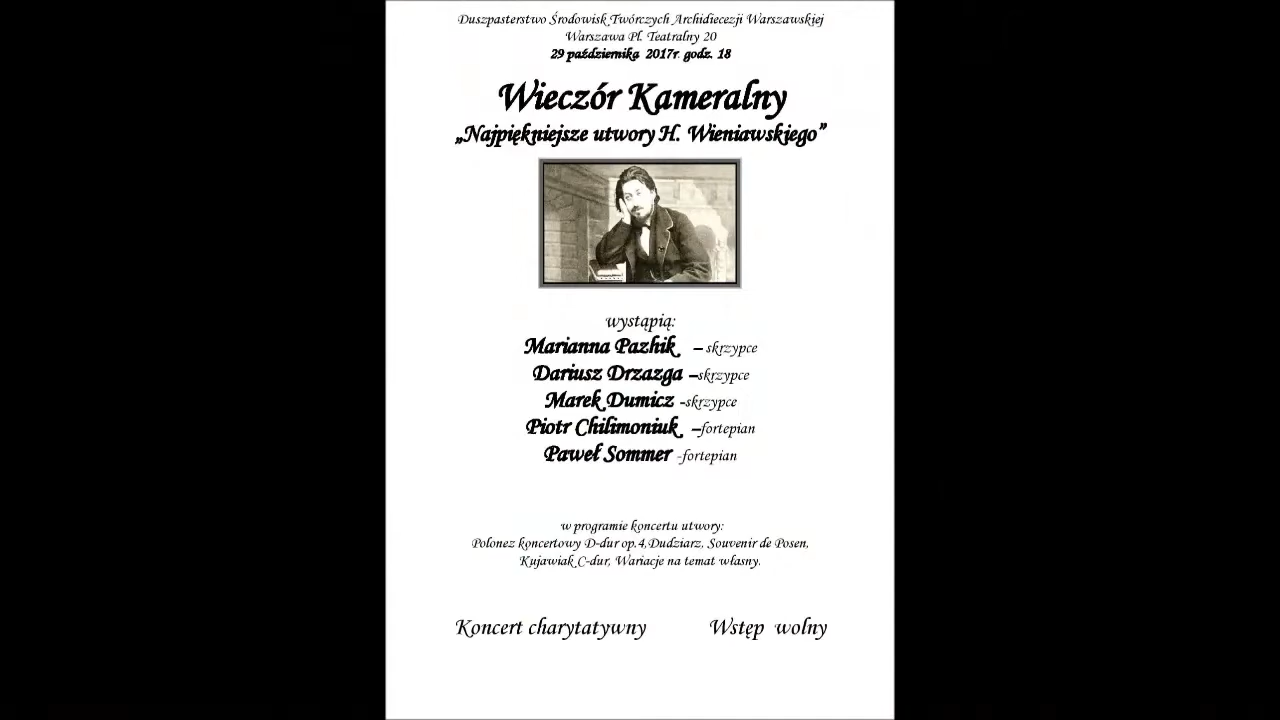 Duszpasterstwo Środowisk Twórczych Archidiecezji Warszawskiej
Warszawa Pl. Teatralny 20
29 października 2017r. godz. 18
Wieczór Kameralny
„Najpiękniejsze utwory H. Wieniawskiego”
wystąpią:
Marianna Pazhik – skrzypce
Dariusz Drzazga –skrzypce
Marek Dumicz -skrzypce
Piotr Chilimoniuk –fortepian
Paweł Sommer -fortepian
w programie koncertu utwory:
Polonez koncertowy D-dur op.4,Dudziarz, Souvenir de Posen,
Kujawiak C-dur, Wariacje na temat własny.
Koncert charytatywny Wstęp wolny